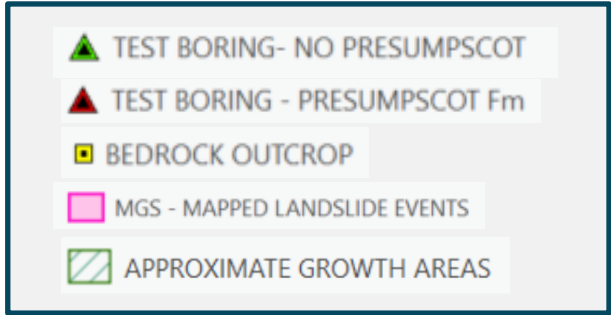 TEST BORING- NO PRESUMPSCOT
TEST BORING - PRESUMPSCOT Fm
BEDROCK OUTCROP
MGS - MAPPED LANDSLIDE EVENTS
APPROXIMATE GROWTH AREAS